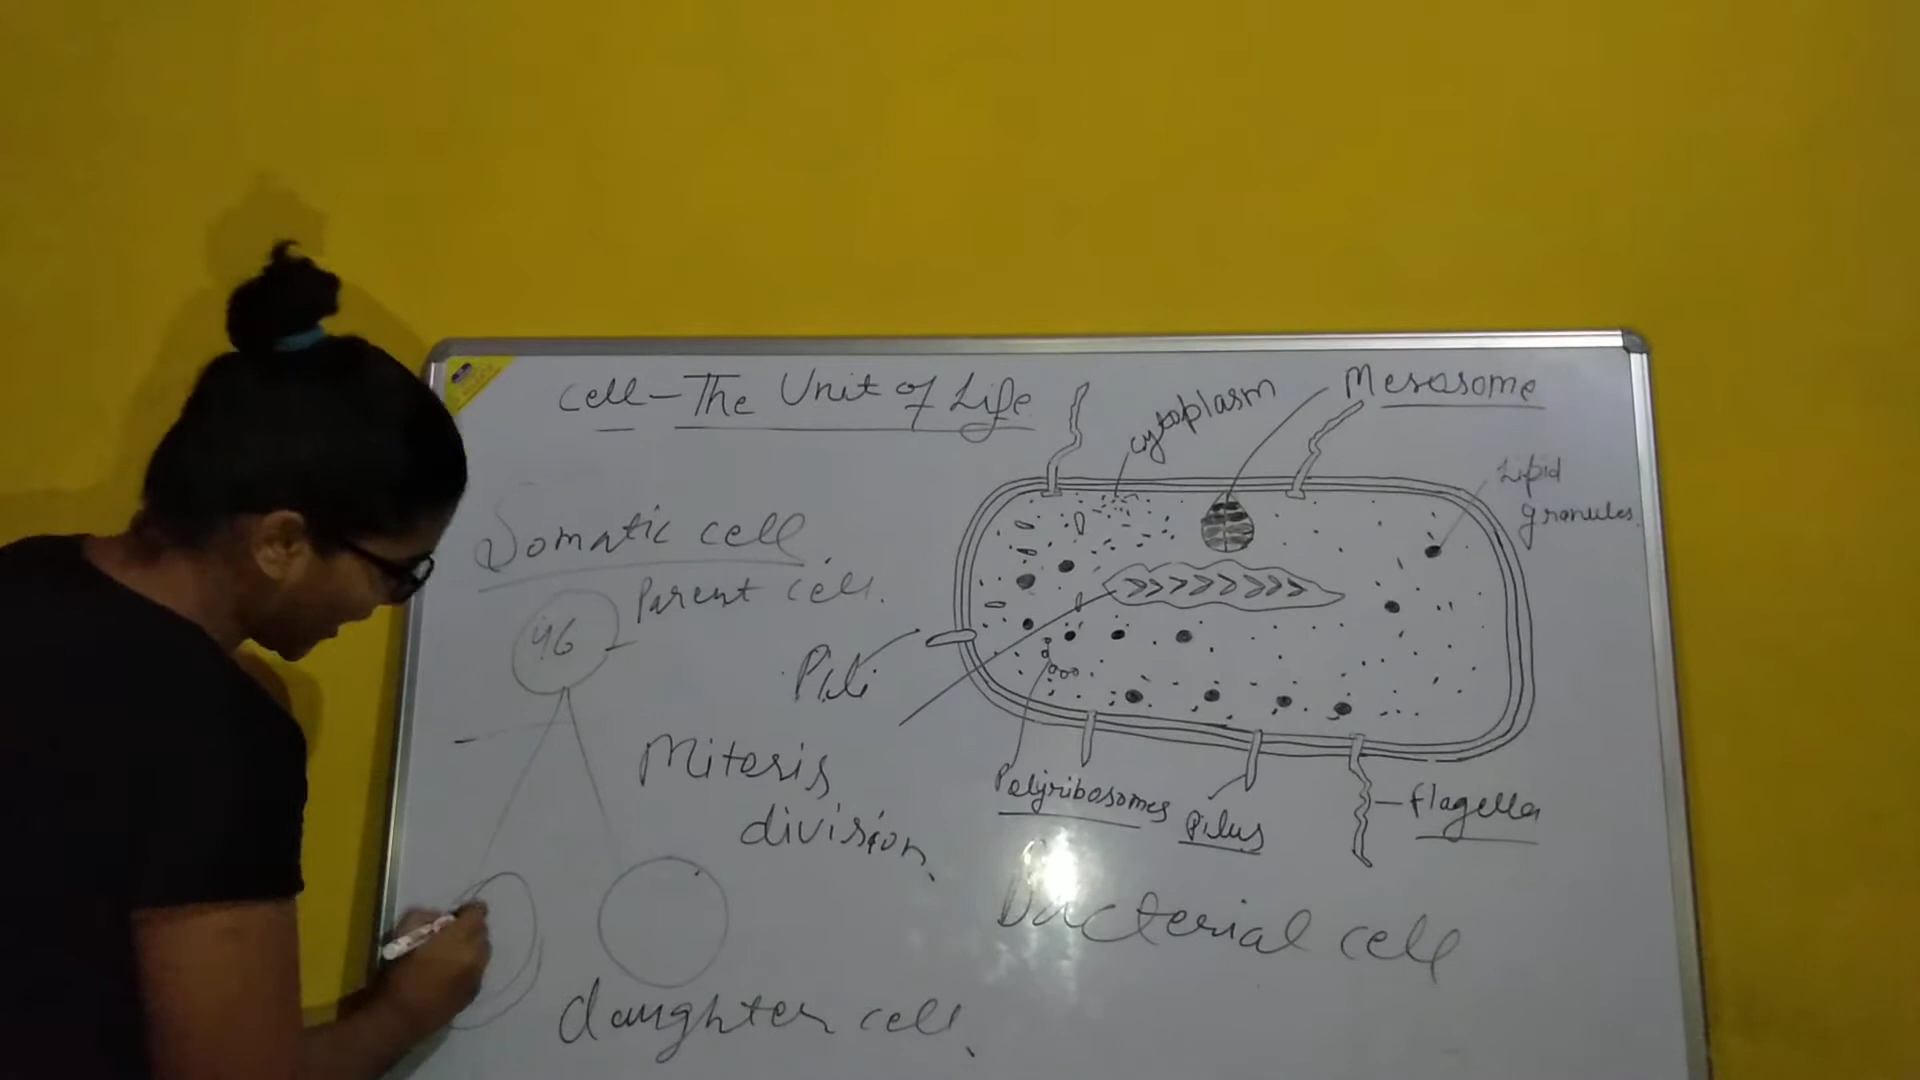 Cell - The Unit of Life
cytoplasm
Mesosome
Lipid
granules
Somatic cell
Parent cell.
46
Pili
Mitosis
division
Polyribosomes
Pilus
flagella
Bacterial cell
daughter cell